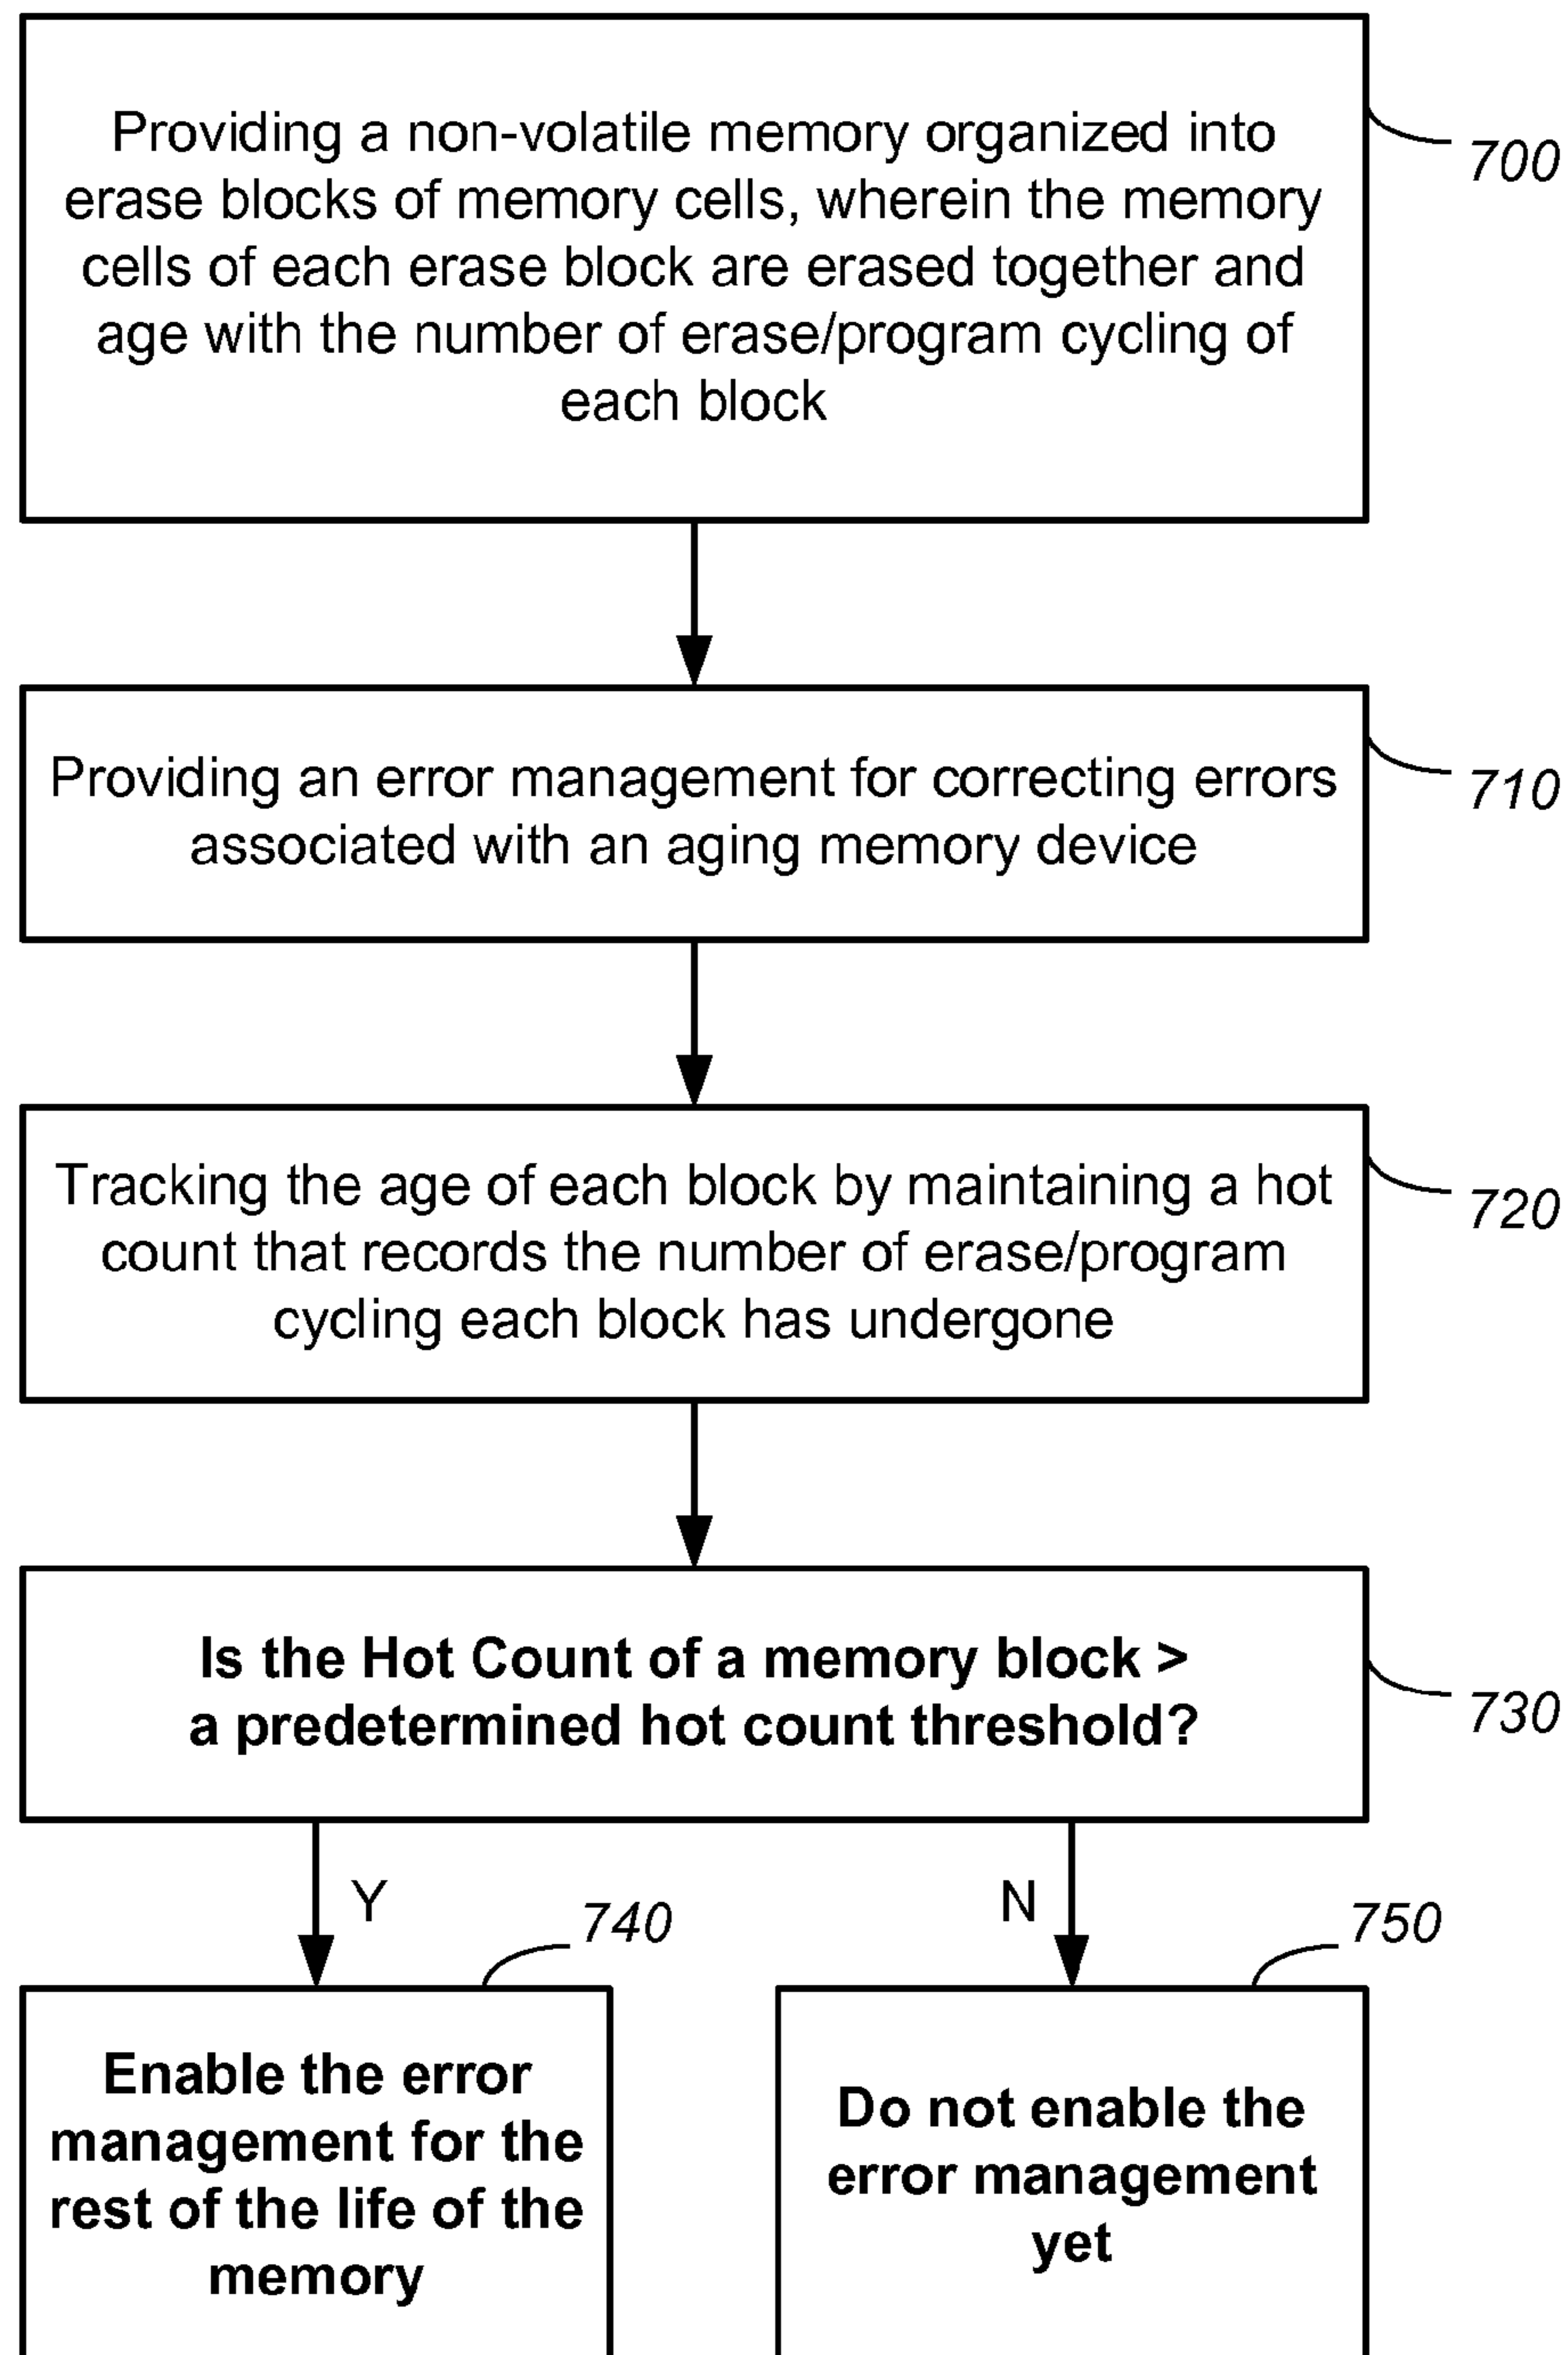 Providing a non-volatile memory organized into
erase blocks of memory cells, wherein the memory
cells of each erase block are erased together and
age with the number of erase/program cycling of
each block
700
Providing an error management for correcting errors
associated with an aging memory device
710
Tracking the age of each block by maintaining a hot
count that records the number of erase/program
cycling each block has undergone
720
Is the Hot Count of a memory block >
a predetermined hot count threshold?
730
Y
740
N
750
Enable the error
management for the
rest of the life of the
memory
Do not enable the
error management
yet